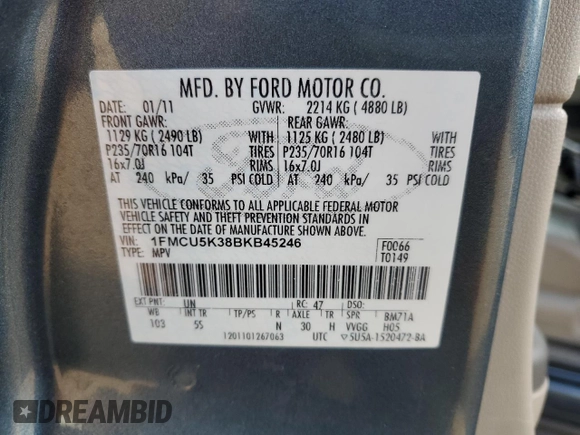 MFD. BY FORD MOTOR CO.
DATE: 01/11 GVWR: 2214 KG ( 4880 LB)
FRONT GAWR: REAR GAWR:
1129 KG ( 2490 LB) WITH 1125 KG ( 2480 LB) WITH
P235/70R16 104T TIRES P235/70R16 104T TIRES
16x7.0J RIMS 16x7.0J RIMS
AT 240 kPa/ 35 PSI COLD AT 240 kPa/ 35 PSI COLD
THIS VEHICLE CONFORMS TO ALL APPLICABLE FEDERAL MOTOR
VEHICLE SAFETY AND THEFT PREVENTION STANDARDS IN
EFFECT ON THE DATE OF MANUFACTURE SHOWN ABOVE.
VIN: 1FMCU5K38BKB45246 F0066
TYPE: MPV T0149
EXT PNT: UN RC: 47 DSO:
WB INT TR TP/PS R AXLE TR SPR BM71A
103 5S N 30 H VVGG H05
1201101267063 UTC 5U5A-1520472-BA
DREAMBID